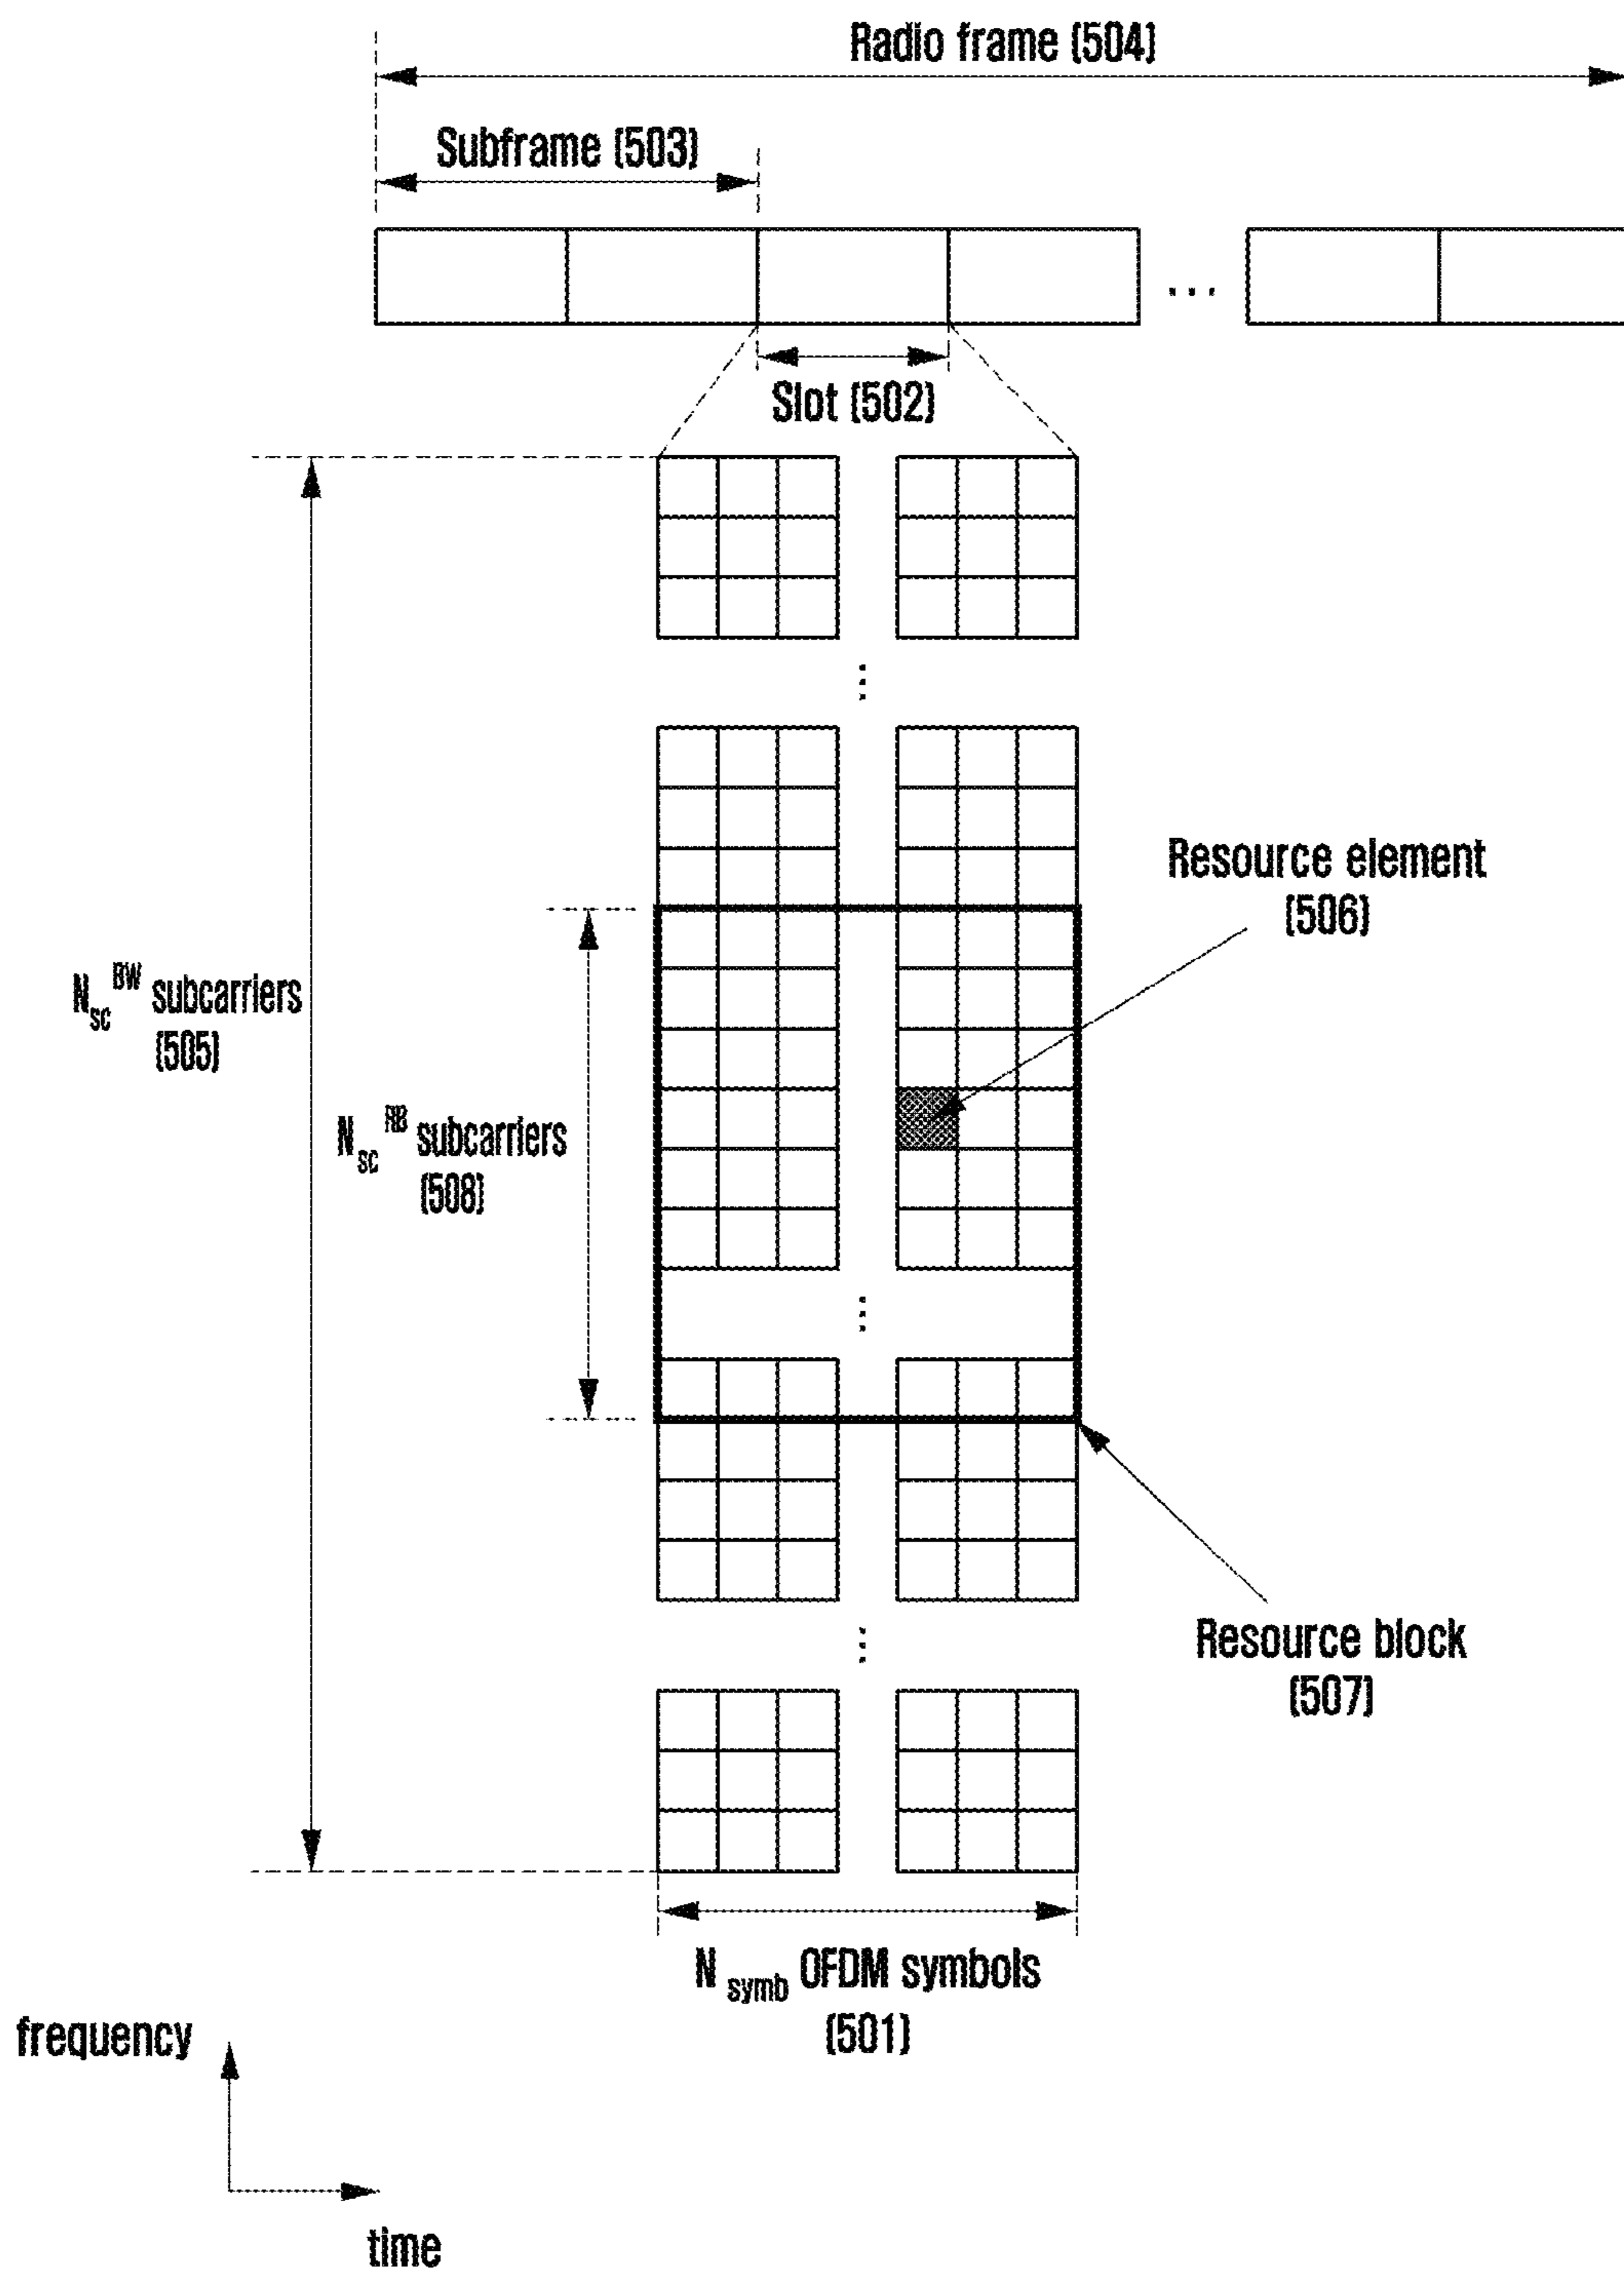 Radio frame (504)
Subframe (503)
...
Slot (502)
Resource element
(506)
N_sc^BW subcarriers
(505)
N_sc^RB subcarriers
(508)
Resource block
(507)
N_symb OFDM symbols
(501)
frequency
time